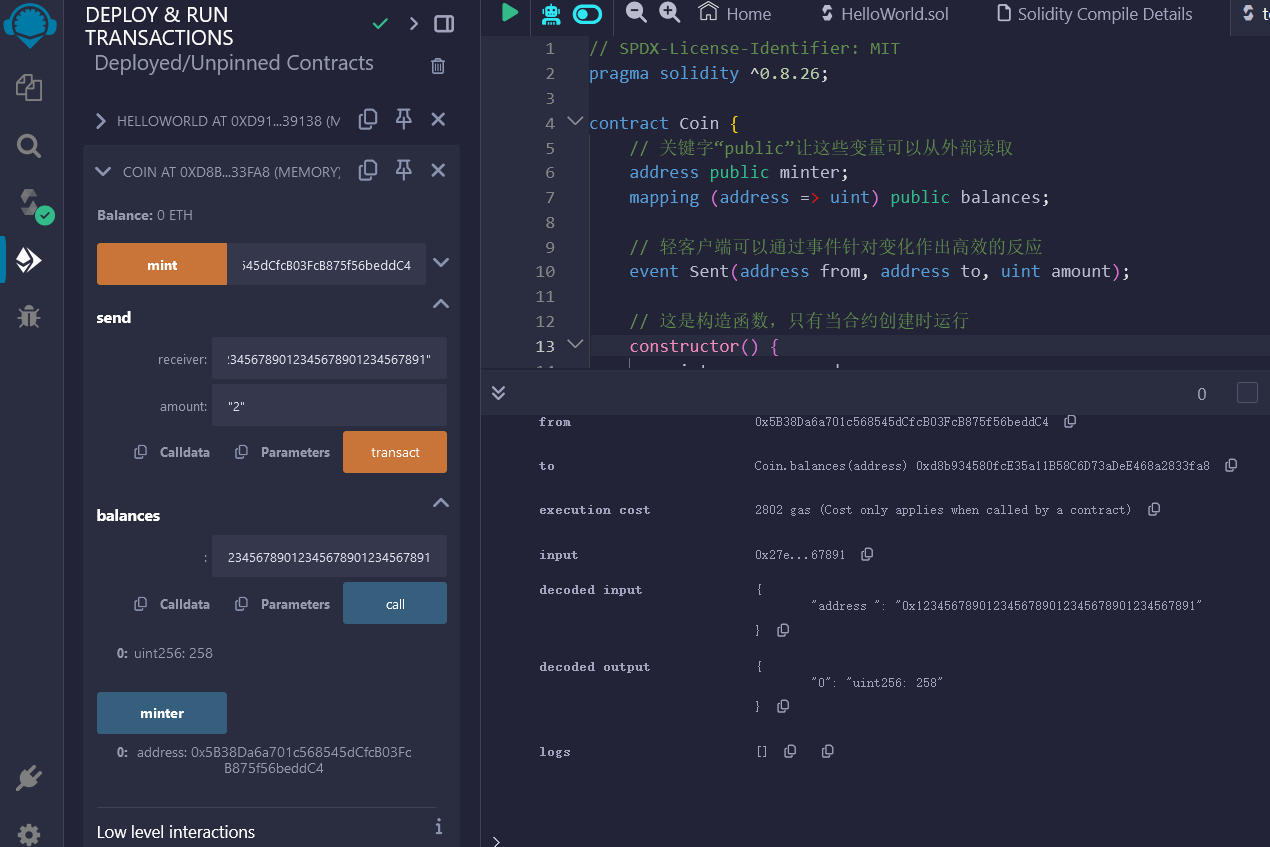 DEPLOY & RUN
TRANSACTIONS
Deployed/Unpinned Contracts
HELLOWORLD AT 0XD91...39138 (M
COIN AT 0XD8B...33FA8 (MEMORY)
Balance: 0 ETH
mint
545dCfcB03FcB875f56beddC4
send
receiver:
23456789012345678901234567891"
amount:
"2"
Calldata
Parameters
transact
balances
:
234567890123456789012345678901234567891
Calldata
Parameters
call
0: uint256: 258
minter
0: address: 0x5B38Da6a701c568545dCfcB03Fc
B875f56beddC4
Low level interactions
i
Home
HelloWorld.sol
Solidity Compile Details
1 // SPDX-License-Identifier: MIT
2 pragma solidity ^0.8.26;
3
4 contract Coin {
5 // 关键字“public”让这些变量可以从外部读取
6 address public minter;
7 mapping (address => uint) public balances;
8
9 // 轻客户端可以通过事件针对变化作出高效的反应
10 event Sent(address from, address to, uint amount);
11
12 // 这是构造函数，只有当合约创建时运行
13 constructor() {
0
from 0x5B38Da6a701c568545dCfcB03FcB875f56beddC4
to Coin.balances(address) 0xd8b934580fcE35a11B58C6D73aDeE468a2833fa8
execution cost 2802 gas (Cost only applies when called by a contract)
input 0x27e...67891
decoded input {
"address ": "0x1234567890123456789012345678901234567891"
}
decoded output {
"0": "uint256: 258"
}
logs []
>